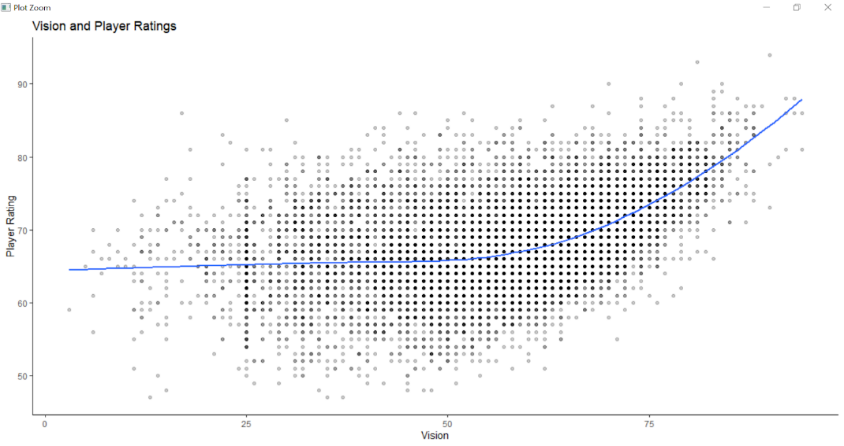 Plot Zoom
Vision and Player Ratings
90
80
70
60
50
Player Rating
0 25 50 75
Vision